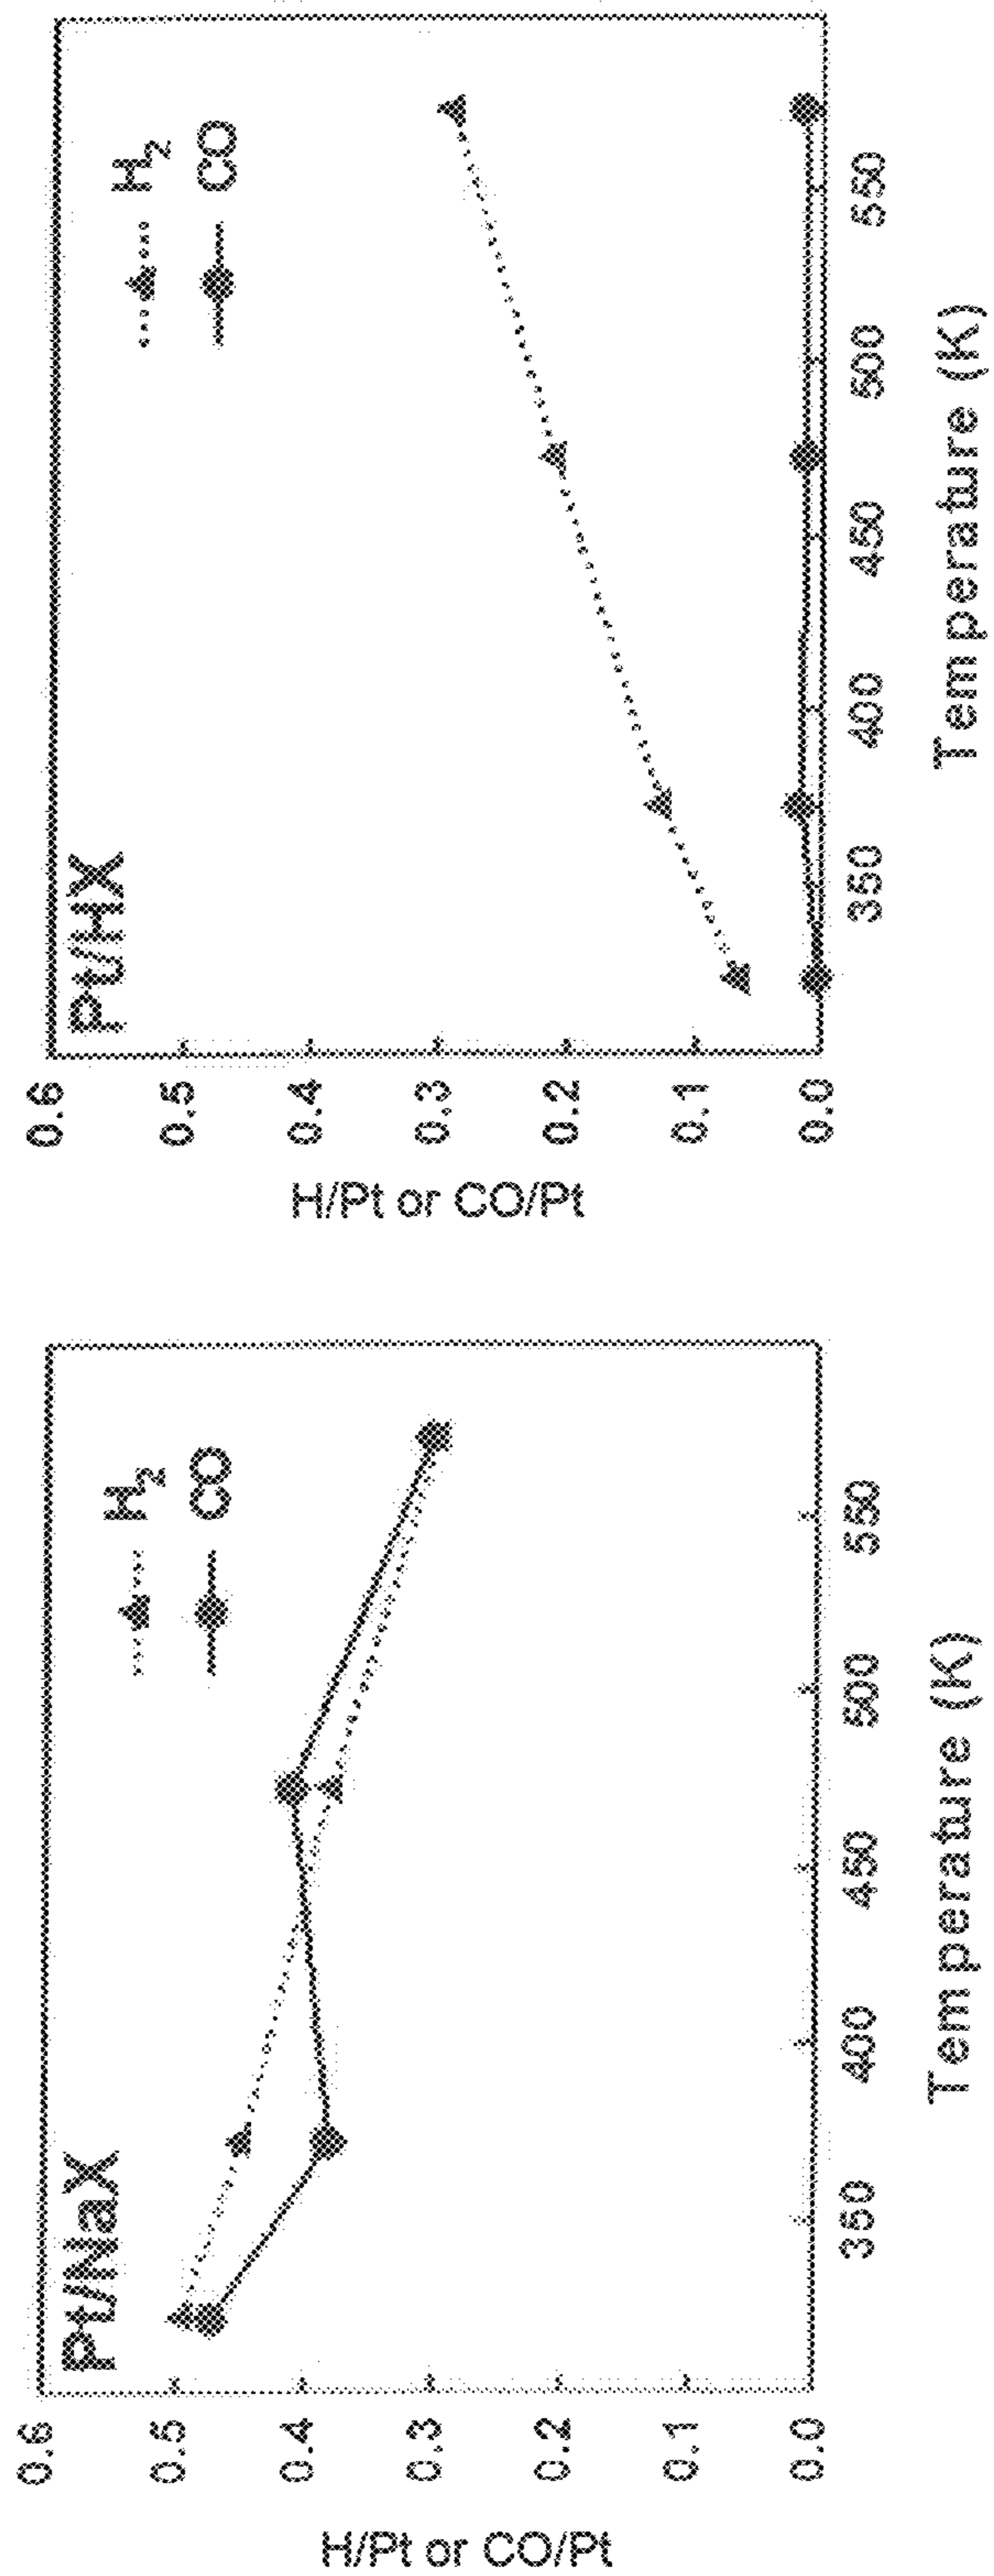 Pt/NaX
H₂
CO
0.6
0.5
0.4
0.3
0.2
0.1
0.0
H/Pt or CO/Pt
350 400 450 500 550
Temperature (K)
Pt/HX
H₂
CO
0.6
0.5
0.4
0.3
0.2
0.1
0.0
H/Pt or CO/Pt
350 400 450 500 550
Temperature (K)